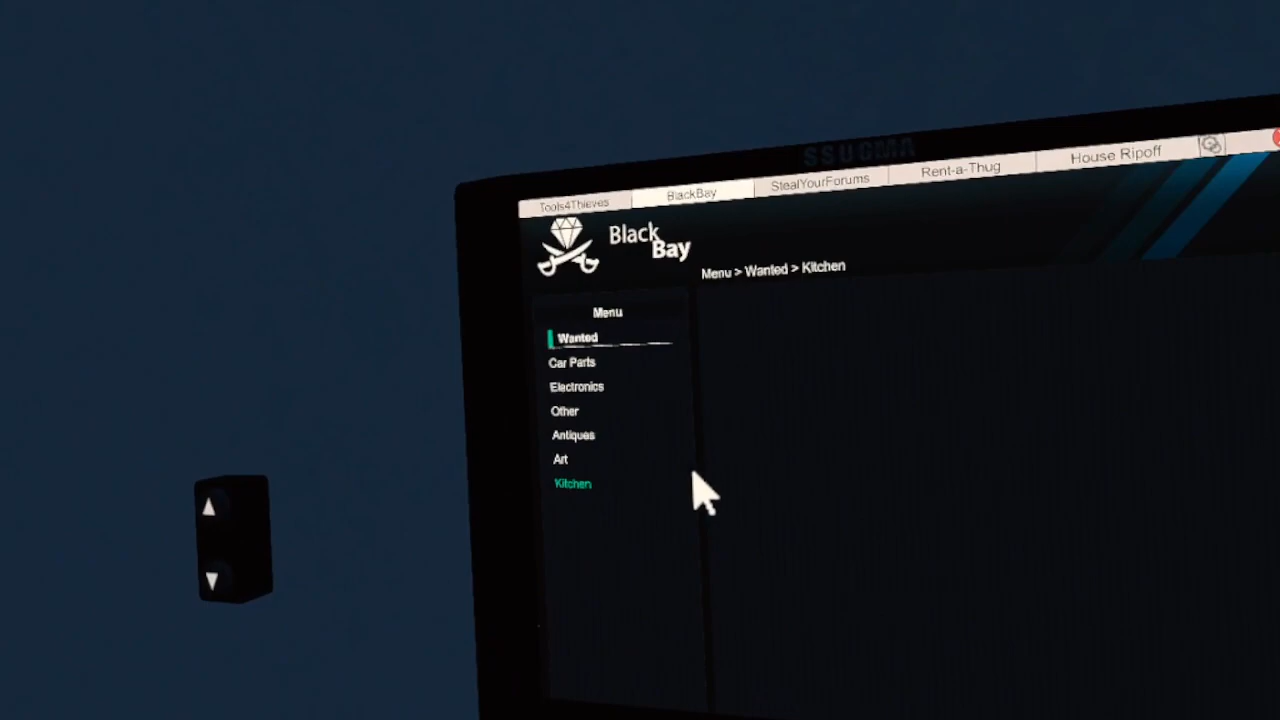 SSUGMA
Tools4Thieves
BlackBay
StealYourForums
Rent-a-Thug
House Ripoff
Black
Bay
Menu > Wanted > Kitchen
Menu
Wanted
Car Parts
Electronics
Other
Antiques
Art
Kitchen